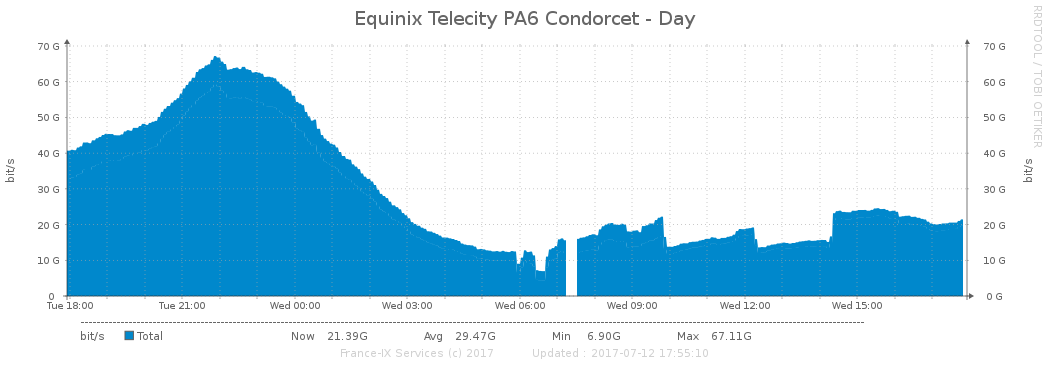 Equinix Telecity PA6 Condorcet - Day
RRDTOOL / TOBI OETIKER
70 G 70 G
60 G 60 G
50 G 50 G
40 G 40 G
30 G 30 G
20 G 20 G
10 G 10 G
0 0 G
bit/s bit/s
Tue 18:00 Tue 21:00 Wed 00:00 Wed 03:00 Wed 06:00 Wed 09:00 Wed 12:00 Wed 15:00
bit/s Total Now 21.39G Avg 29.47G Min 6.90G Max 67.11G
France-IX Services (c) 2017 Updated : 2017-07-12 17:55:10